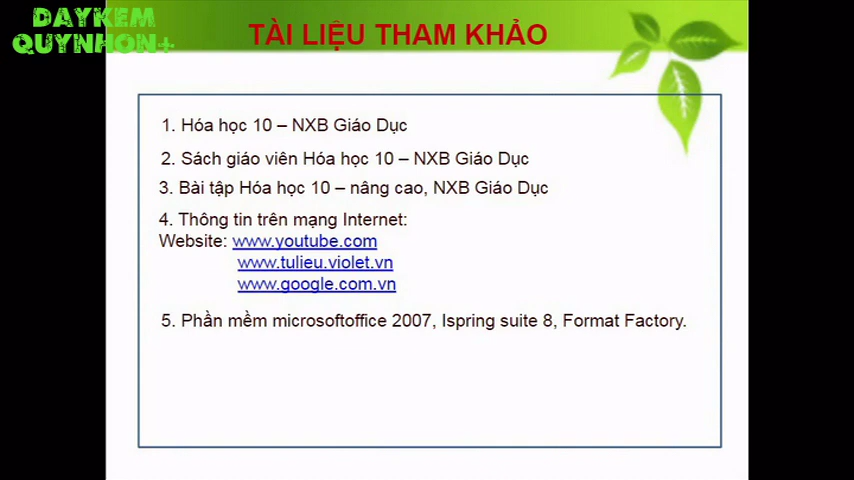 DAYKEM
QUYNHON+
TÀI LIỆU THAM KHẢO
1. Hóa học 10 – NXB Giáo Dục
2. Sách giáo viên Hóa học 10 – NXB Giáo Dục
3. Bài tập Hóa học 10 – nâng cao, NXB Giáo Dục
4. Thông tin trên mạng Internet:
Website: www.youtube.com
www.tulieu.violet.vn
www.google.com.vn
5. Phần mềm microsoftoffice 2007, Ispring suite 8, Format Factory.